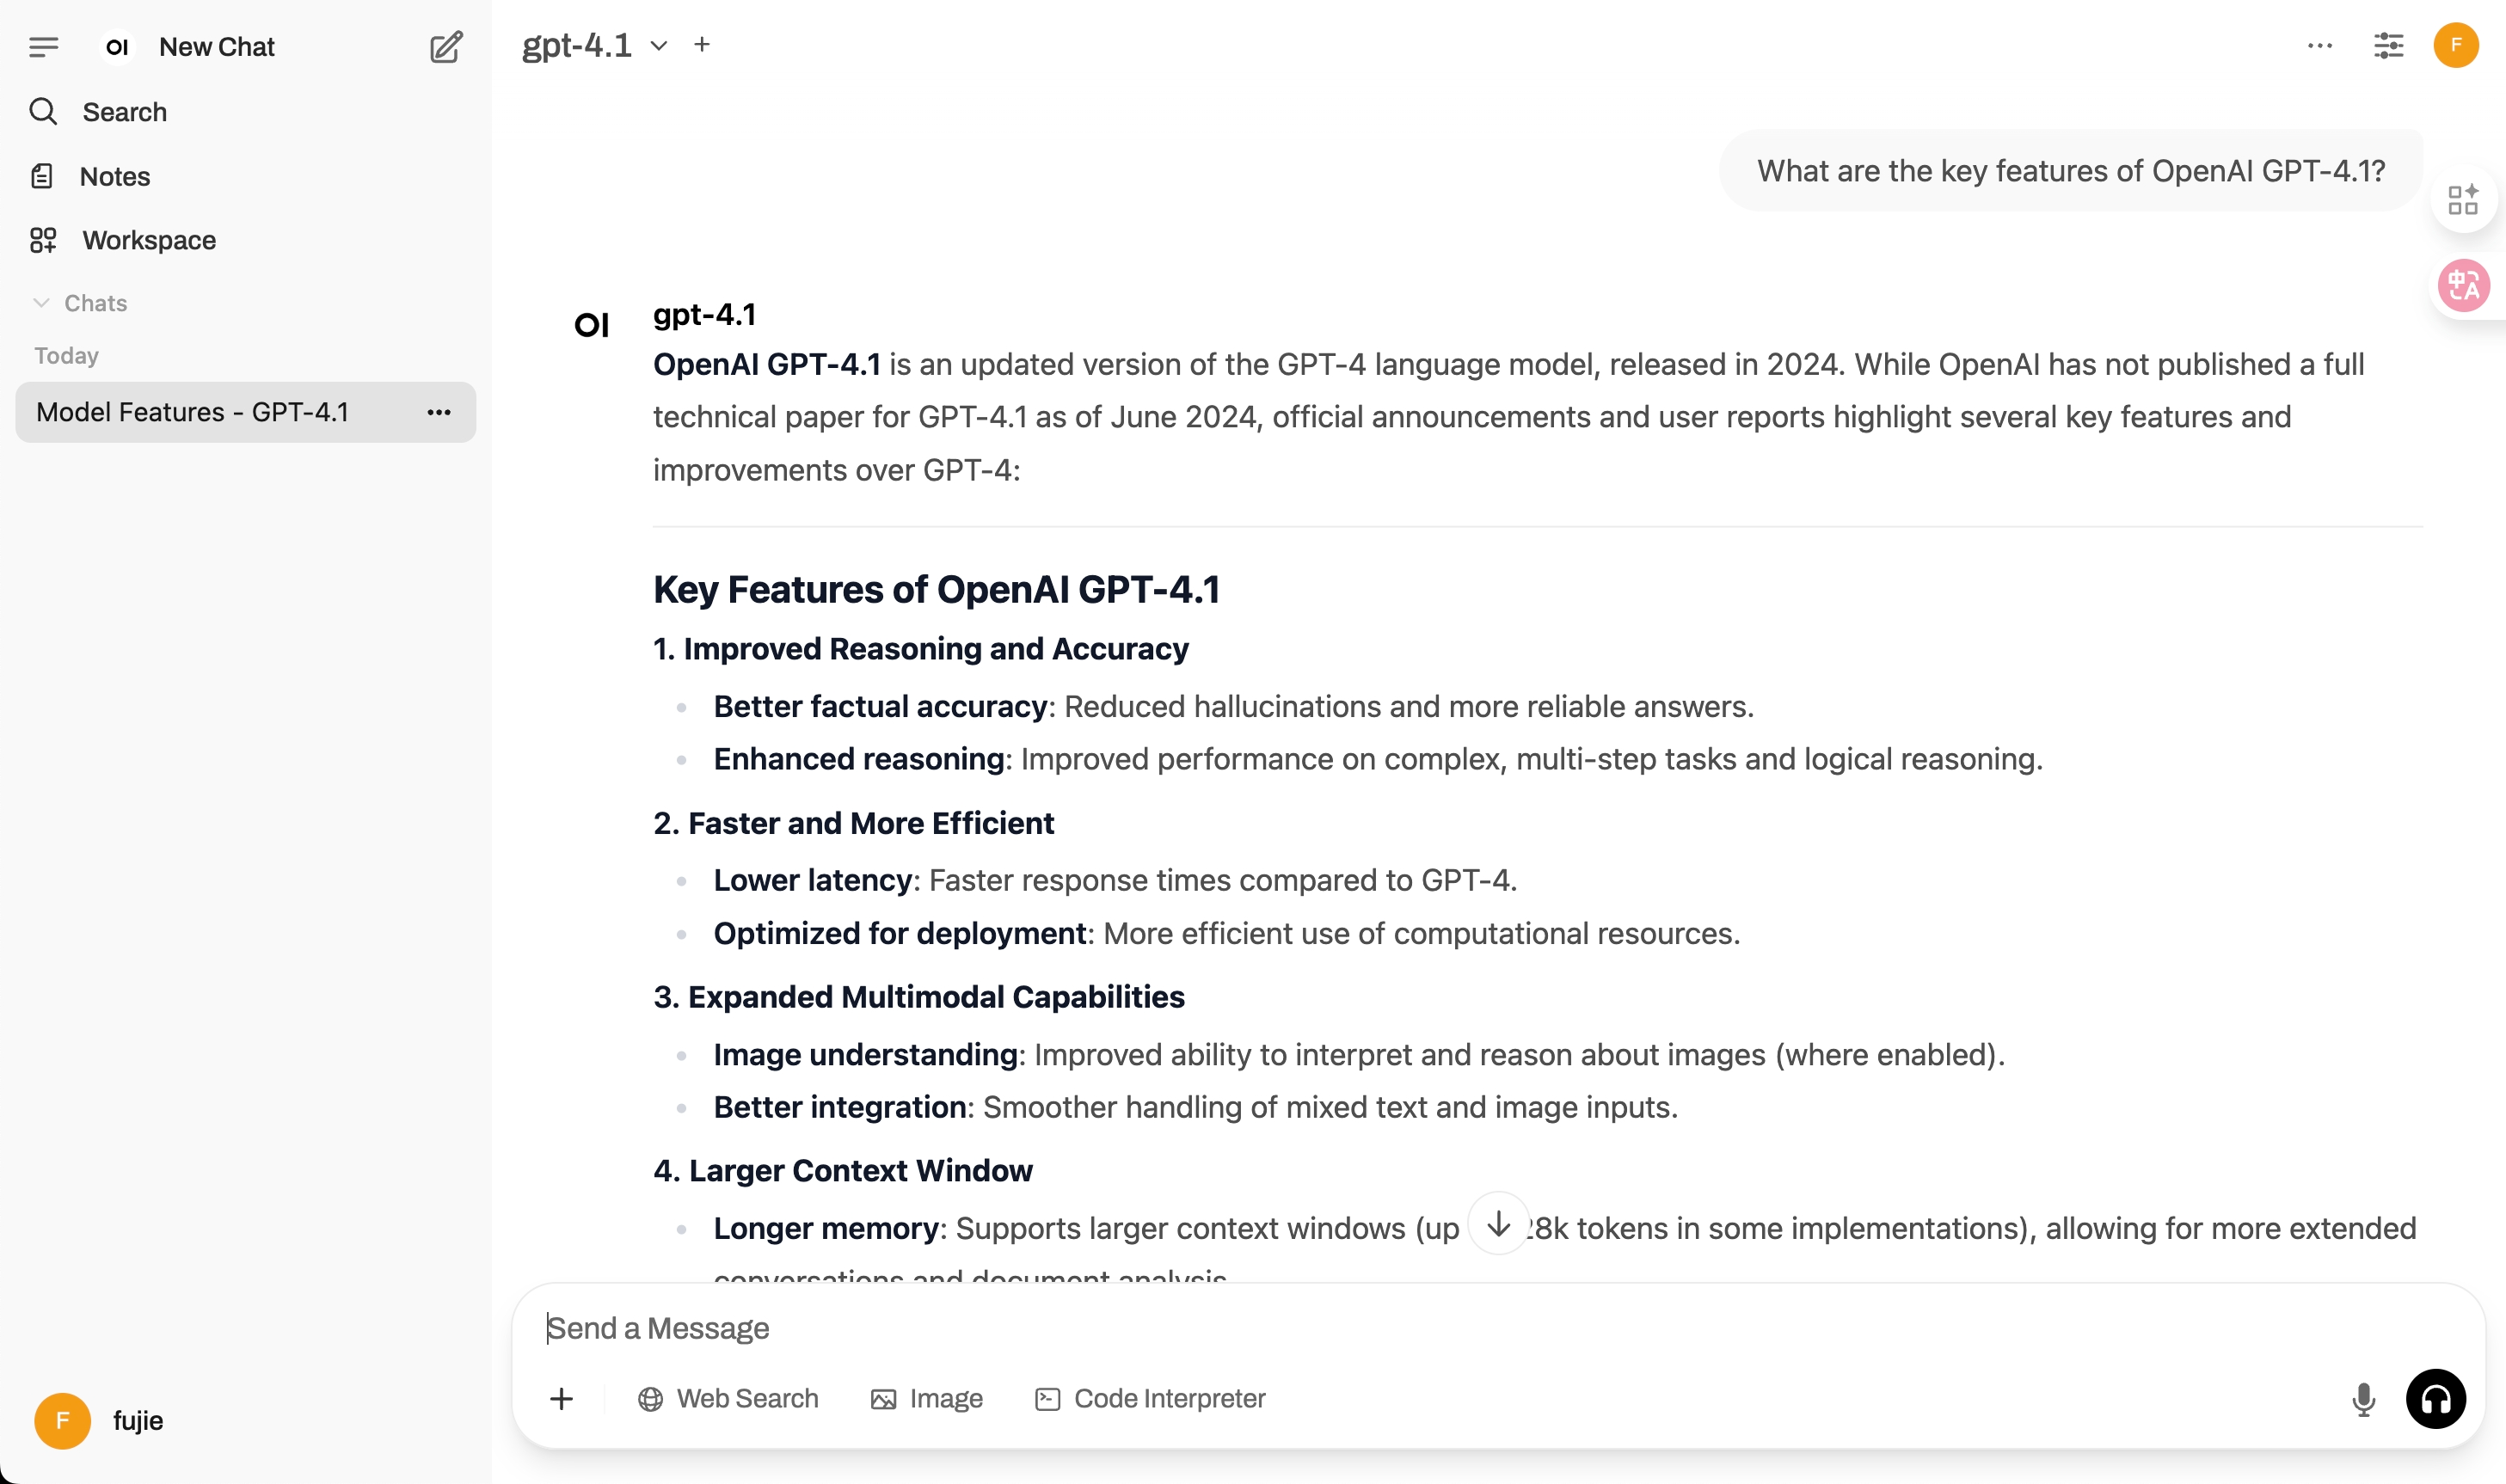 OI New Chat
Search
Notes
Workspace
Chats
Today
Model Features - GPT-4.1
F fujie
gpt-4.1
F
What are the key features of OpenAI GPT-4.1?
中A
OI gpt-4.1
OpenAI GPT-4.1 is an updated version of the GPT-4 language model, released in 2024. While OpenAI has not published a full
technical paper for GPT-4.1 as of June 2024, official announcements and user reports highlight several key features and
improvements over GPT-4:
Key Features of OpenAI GPT-4.1
1. Improved Reasoning and Accuracy
Better factual accuracy: Reduced hallucinations and more reliable answers.
Enhanced reasoning: Improved performance on complex, multi-step tasks and logical reasoning.
2. Faster and More Efficient
Lower latency: Faster response times compared to GPT-4.
Optimized for deployment: More efficient use of computational resources.
3. Expanded Multimodal Capabilities
Image understanding: Improved ability to interpret and reason about images (where enabled).
Better integration: Smoother handling of mixed text and image inputs.
4. Larger Context Window
Longer memory: Supports larger context windows (up 28k tokens in some implementations), allowing for more extended
conversations and document analysis
Send a Message
Web Search Image Code Interpreter